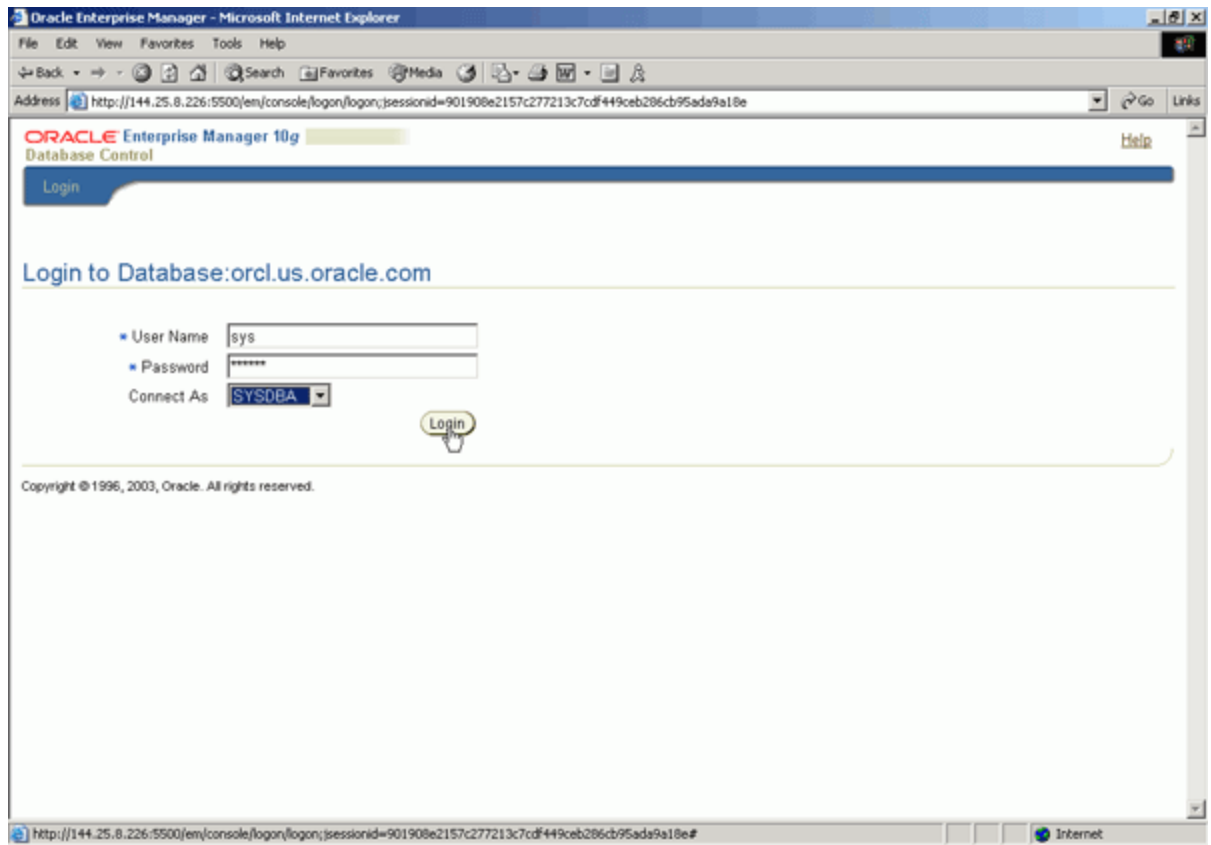 Oracle Enterprise Manager - Microsoft Internet Explorer
File Edit View Favorites Tools Help
Back Search Favorites Media
Address http://144.25.8.226:5500/em/console/logon/logon;jsessionid=901908e2157c277213c7cdf449ceb286cb95ada9a18e Go Links
ORACLE Enterprise Manager 10g
Database Control
Help
Login
Login to Database:orcl.us.oracle.com
* User Name sys
* Password ******
Connect As SYSDBA
Login
Copyright © 1996, 2003, Oracle. All rights reserved.
http://144.25.8.226:5500/em/console/logon/logon;jsessionid=901908e2157c277213c7cdf449ceb286cb95ada9a18e# Internet